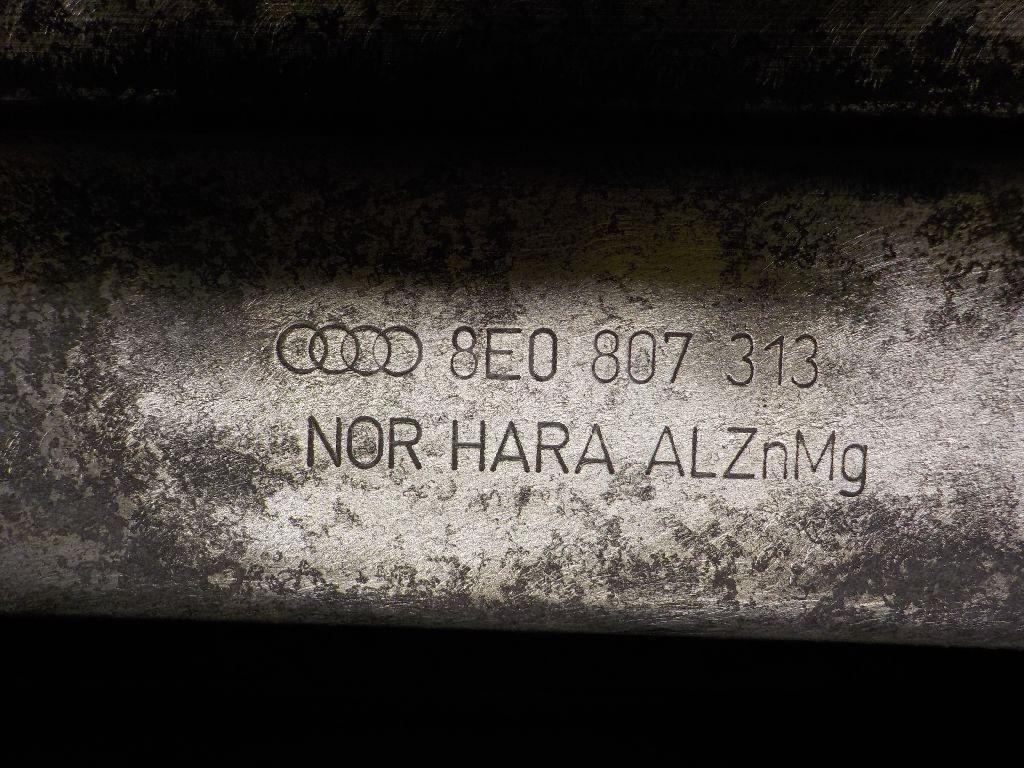 8E0 807 313
NOR HARA ALZnMg